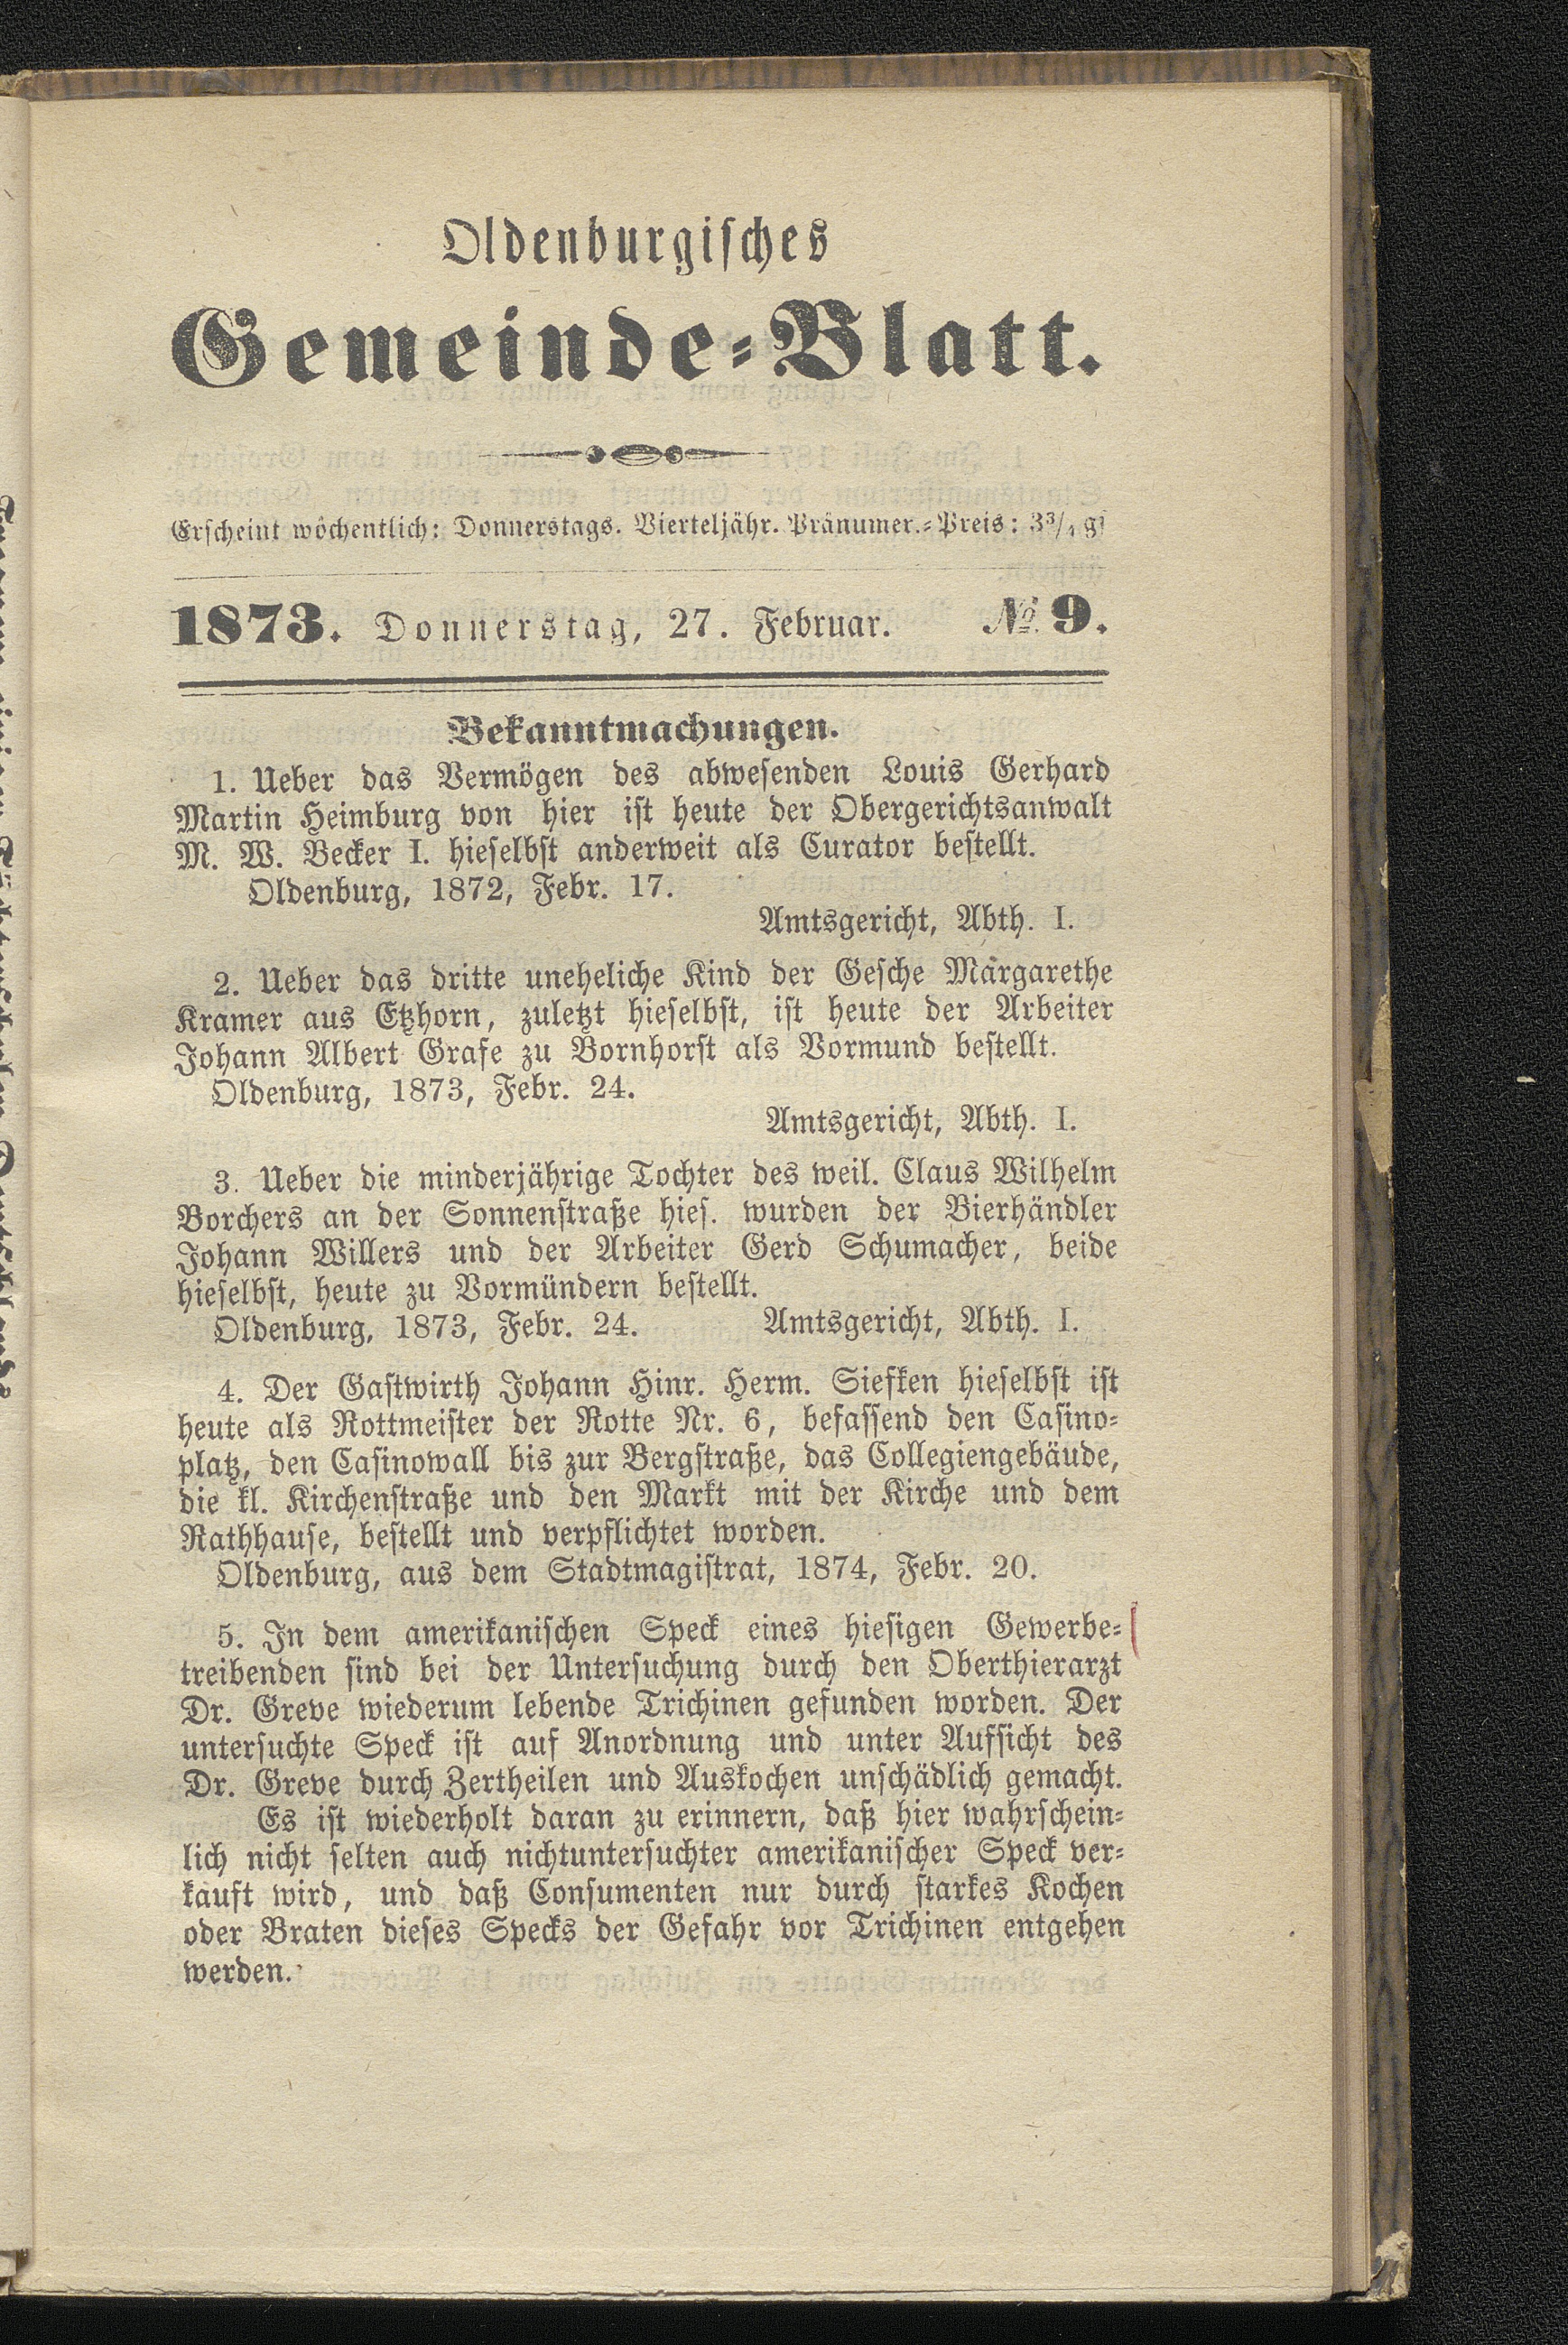 Oldenburgisches
Gemeinde-Blatt.
Erscheint wöchentlich: Donnerstags. Vierteljähr. Pränumer.-Preis: 3¾ gr
1873. Donnerstag, 27. Februar. № 9.
Bekanntmachungen.
1. Ueber das Vermögen des abwesenden Louis Gerhard
Martin Heimburg von hier ist heute der Obergerichtsanwalt
M. W. Becker I. hieselbst anderweit als Curator bestellt.
Oldenburg, 1872, Febr. 17.
Amtsgericht, Abth. I.
2. Ueber das dritte uneheliche Kind der Gesche Margarethe
Kramer aus Etzhorn, zuletzt hieselbst, ist heute der Arbeiter
Johann Albert Grafe zu Bornhorst als Vormund bestellt.
Oldenburg, 1873, Febr. 24.
Amtsgericht, Abth. I.
3. Ueber die minderjährige Tochter des weil. Claus Wilhelm
Borchers an der Sonnenstraße hies. wurden der Bierhändler
Johann Willers und der Arbeiter Gerd Schumacher, beide
hieselbst, heute zu Vormündern bestellt.
Oldenburg, 1873, Febr. 24. Amtsgericht, Abth. I.
4. Der Gastwirth Johann Hinr. Herm. Siefken hieselbst ist
heute als Rottmeister der Rotte Nr. 6, befassend den Casino-
platz, den Casinowall bis zur Bergstraße, das Collegiengebäude,
die kl. Kirchenstraße und den Markt mit der Kirche und dem
Rathhause, bestellt und verpflichtet worden.
Oldenburg, aus dem Stadtmagistrat, 1874, Febr. 20.
5. In dem amerikanischen Speck eines hiesigen Gewerbe-
treibenden sind bei der Untersuchung durch den Oberthierarzt
Dr. Greve wiederum lebende Trichinen gefunden worden. Der
untersuchte Speck ist auf Anordnung und unter Aufsicht des
Dr. Greve durch Zertheilen und Auskochen unschädlich gemacht.
Es ist wiederholt daran zu erinnern, daß hier wahrschein-
lich nicht selten auch nichtuntersuchter amerikanischer Speck ver-
kauft wird, und daß Consumenten nur durch starkes Kochen
oder Braten dieses Specks der Gefahr vor Trichinen entgehen
werden.